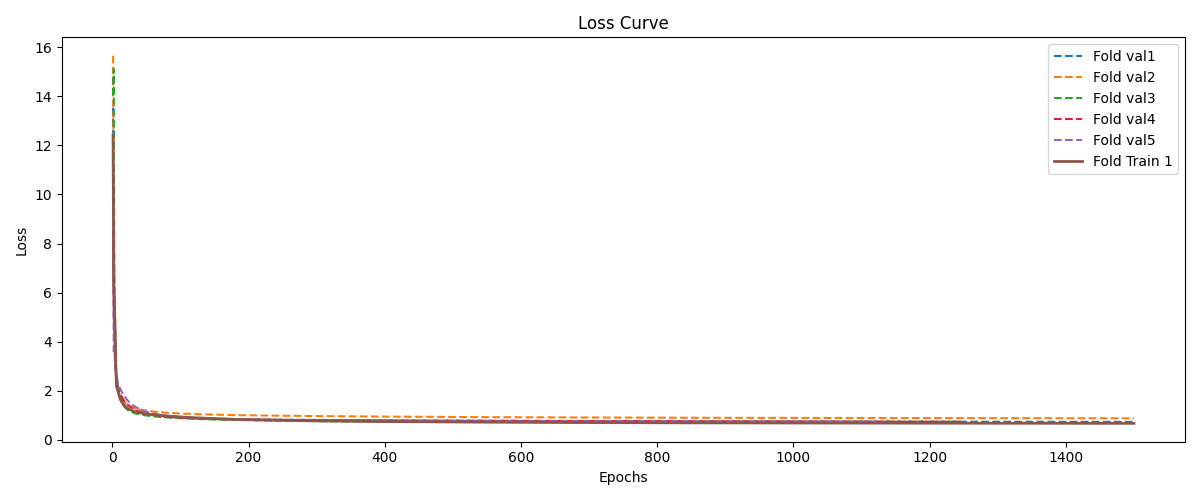 Loss Curve
16
14
12
10
8
6
4
2
0
Loss
0 200 400 600 800 1000 1200 1400
Epochs
Fold val1
Fold val2
Fold val3
Fold val4
Fold val5
Fold Train 1